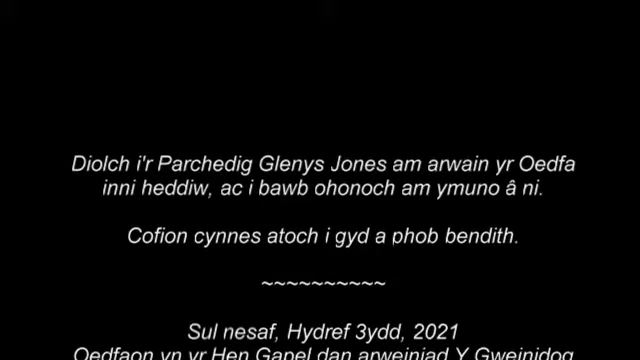 Diolch i'r Parchedig Glenys Jones am arwain yr Oedfa
inni heddiw, ac i bawb ohonoch am ymuno â ni.
Cofion cynnes atoch i gyd a phob bendith.
~~~~~~~~~~
Sul nesaf, Hydref 3ydd, 2021
Oedfaon yn yr Hen Gapel dan arweiniad Y Gweinidog